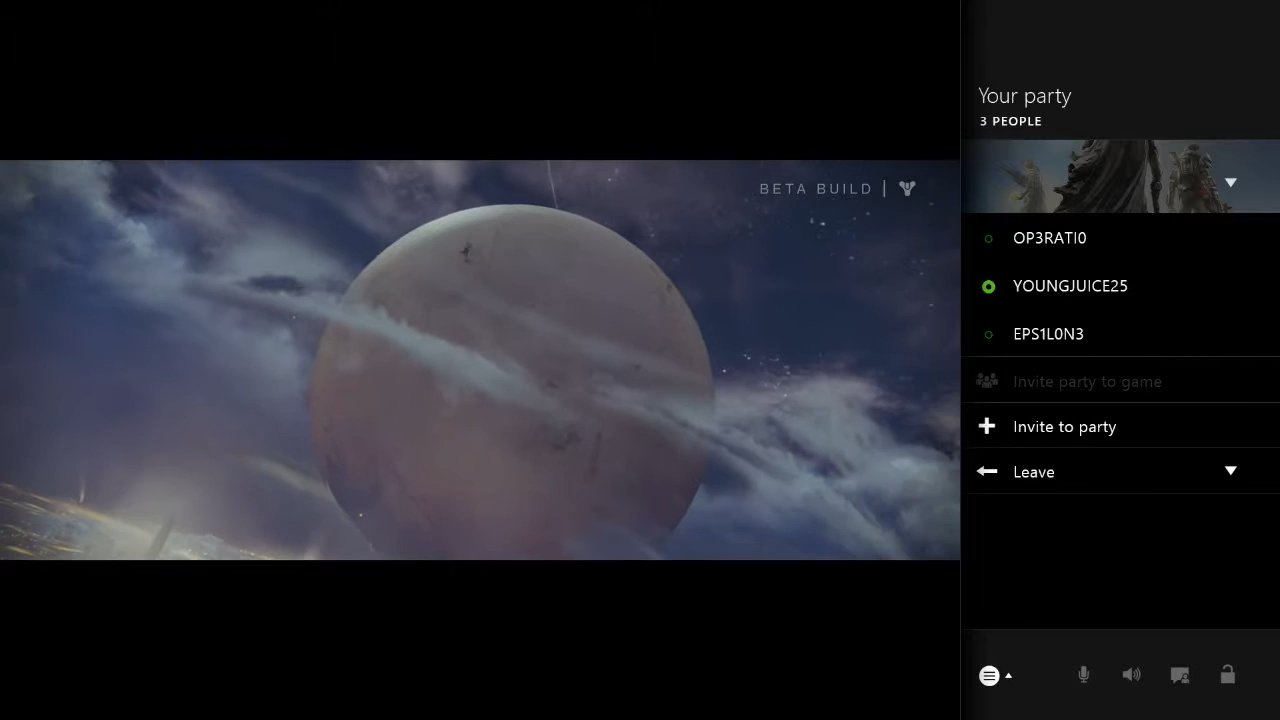 Your party
3 PEOPLE
BETA BUILD |
OP3RATI0
YOUNGJUICE25
EPS1L0N3
Invite party to game
Invite to party
Leave